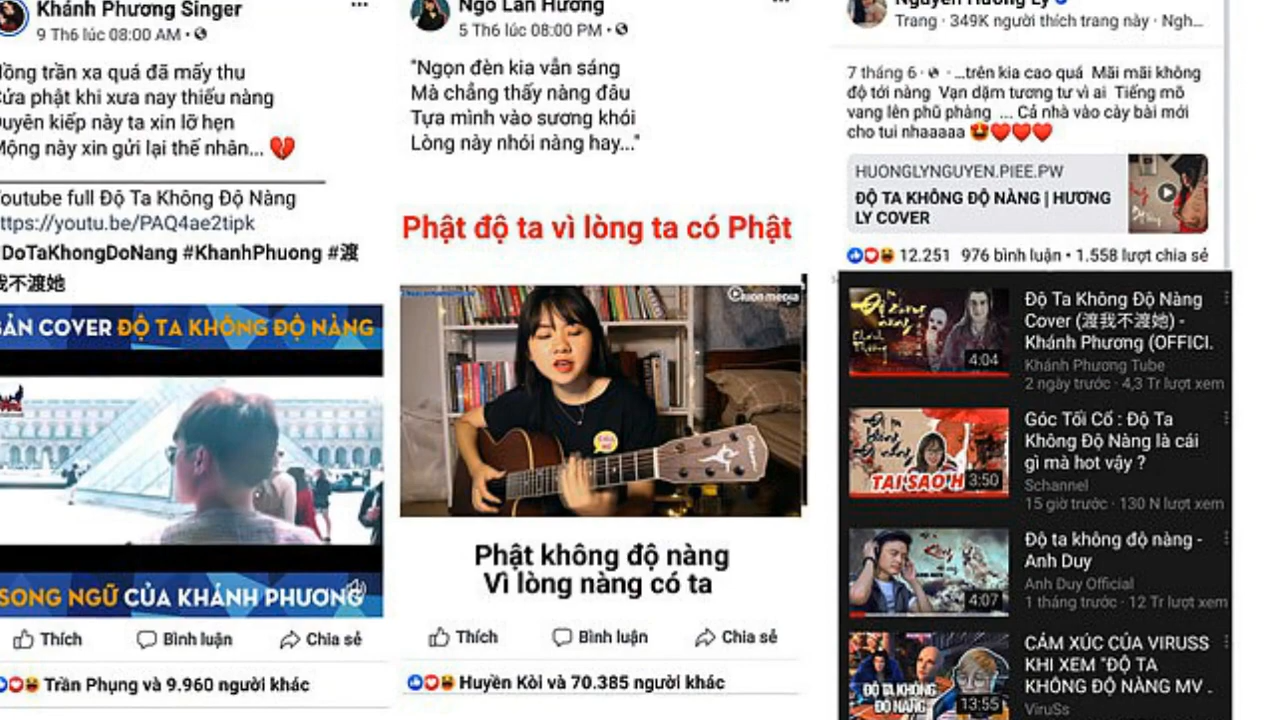 Khánh Phương Singer
9 Th6 lúc 08:00 AM
ồng trần xa quá đã mấy thu
ửa phật khi xưa nay thiếu nàng
uyên kiếp này ta xin lỡ hẹn
ộng này xin gửi lại thế nhân...
outube full Độ Ta Không Độ Nàng
ttps://youtu.be/PAQ4ae2tipk
DoTaKhongDoNang #KhanhPhuong #渡
我不渡她
BẢN COVER ĐỘ TA KHÔNG ĐỘ NÀNG
SONG NGỮ CỦA KHÁNH PHƯƠNG
Thích Bình luận Chia sẻ
Trần Phụng và 9.960 người khác
Ngô Lan Hương
5 Th6 lúc 08:00 PM
"Ngọn đèn kia vẫn sáng
Mà chẳng thấy nàng đâu
Tựa mình vào sương khói
Lòng này nhói nàng hay..."
Phật độ ta vì lòng ta có Phật
Phật không độ nàng
Vì lòng nàng có ta
Thích Bình luận Chia sẻ
Huyền Kòi và 70.385 người khác
Nguyễn Hương Ly
Trang · 349K người thích trang này · Ngh...
7 tháng 6 · ...trên kia cao quá Mãi mãi không
độ tới nàng Vạn dặm tương tư vì ai Tiếng mõ
vang lên phũ phàng ... Cả nhà vào cày bài mới
cho tui nhaaaaa
HUONGLYNGUYEN.PIEE.PW
ĐỘ TA KHÔNG ĐỘ NÀNG | HƯƠNG
LY COVER
12.251 976 bình luận • 1.558 lượt chia sẻ
4:04
Độ Ta Không Độ Nàng
Cover (渡我不渡她) -
Khánh Phương (OFFICI.
Khánh Phương Tube
2 ngày trước · 4,3 Tr lượt xem
TẠI SAO H
3:50
Góc Tối Cổ : Độ Ta
Không Độ Nàng là cái
gì mà hot vậy ?
Schannel
15 giờ trước · 130 N lượt xem
4:07
Độ ta không độ nàng -
Anh Duy
Anh Duy Official
1 tháng trước · 12 Tr lượt xem
ĐỘ TA KHÔNG
ĐỘ NÀNG
13:55
CẢM XÚC CỦA VIRUSS
KHI XEM "ĐỘ TA
KHÔNG ĐỘ NÀNG MV .
ViruSs